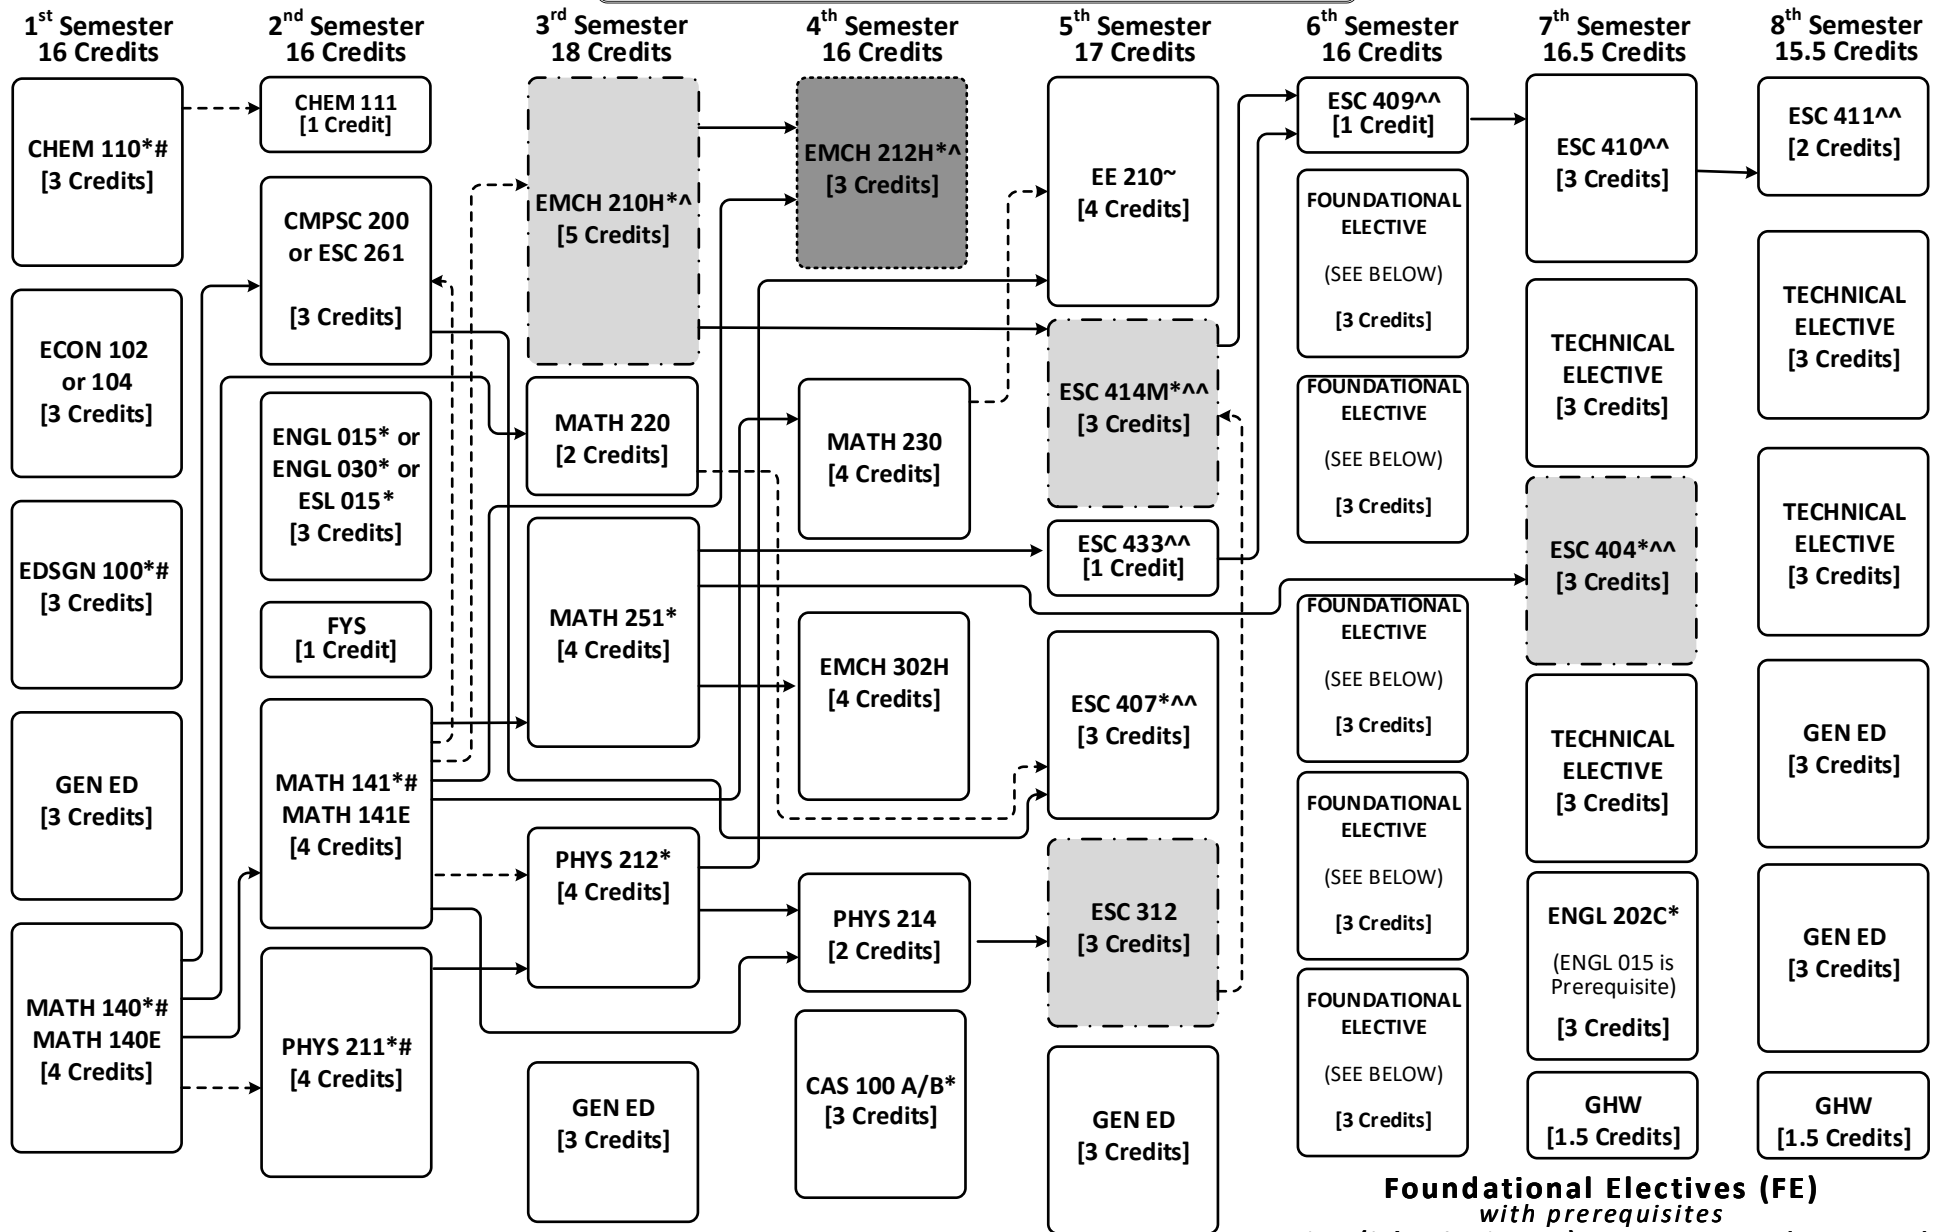 1st Semester
16 Credits
CHEM 110*#
[3 Credits]
ECON 102
or 104
[3 Credits]
EDSGN 100*#
[3 Credits]
GEN ED
[3 Credits]
MATH 140*#
MATH 140E
[4 Credits]
2nd Semester
16 Credits
CHEM 111
[1 Credit]
CMPSC 200
or ESC 261
[3 Credits]
ENGL 015* or
ENGL 030* or
ESL 015*
[3 Credits]
FYS
[1 Credit]
MATH 141*#
MATH 141E
[4 Credits]
PHYS 211*#
[4 Credits]
3rd Semester
18 Credits
EMCH 210H*^
[5 Credits]
MATH 220
[2 Credits]
MATH 251*
[4 Credits]
PHYS 212*
[4 Credits]
GEN ED
[3 Credits]
4th Semester
16 Credits
EMCH 212H*^
[3 Credits]
MATH 230
[4 Credits]
EMCH 302H
[4 Credits]
PHYS 214
[2 Credits]
CAS 100 A/B*
[3 Credits]
5th Semester
17 Credits
EE 210~
[4 Credits]
ESC 414M*^^
[3 Credits]
ESC 433^^
[1 Credit]
ESC 407*^^
[3 Credits]
ESC 312
[3 Credits]
GEN ED
[3 Credits]
6th Semester
16 Credits
ESC 409^^
[1 Credit]
FOUNDATIONAL
ELECTIVE
(SEE BELOW)
[3 Credits]
FOUNDATIONAL
ELECTIVE
(SEE BELOW)
[3 Credits]
FOUNDATIONAL
ELECTIVE
(SEE BELOW)
[3 Credits]
FOUNDATIONAL
ELECTIVE
(SEE BELOW)
[3 Credits]
FOUNDATIONAL
ELECTIVE
(SEE BELOW)
[3 Credits]
7th Semester
16.5 Credits
ESC 410^^
[3 Credits]
TECHNICAL
ELECTIVE
[3 Credits]
ESC 404*^^
[3 Credits]
TECHNICAL
ELECTIVE
[3 Credits]
ENGL 202C*
(ENGL 015 is
Prerequisite)
[3 Credits]
GHW
[1.5 Credits]
8th Semester
15.5 Credits
ESC 411^^
[2 Credits]
TECHNICAL
ELECTIVE
[3 Credits]
TECHNICAL
ELECTIVE
[3 Credits]
GEN ED
[3 Credits]
GEN ED
[3 Credits]
GHW
[1.5 Credits]
Foundational Electives (FE)
with prerequisites